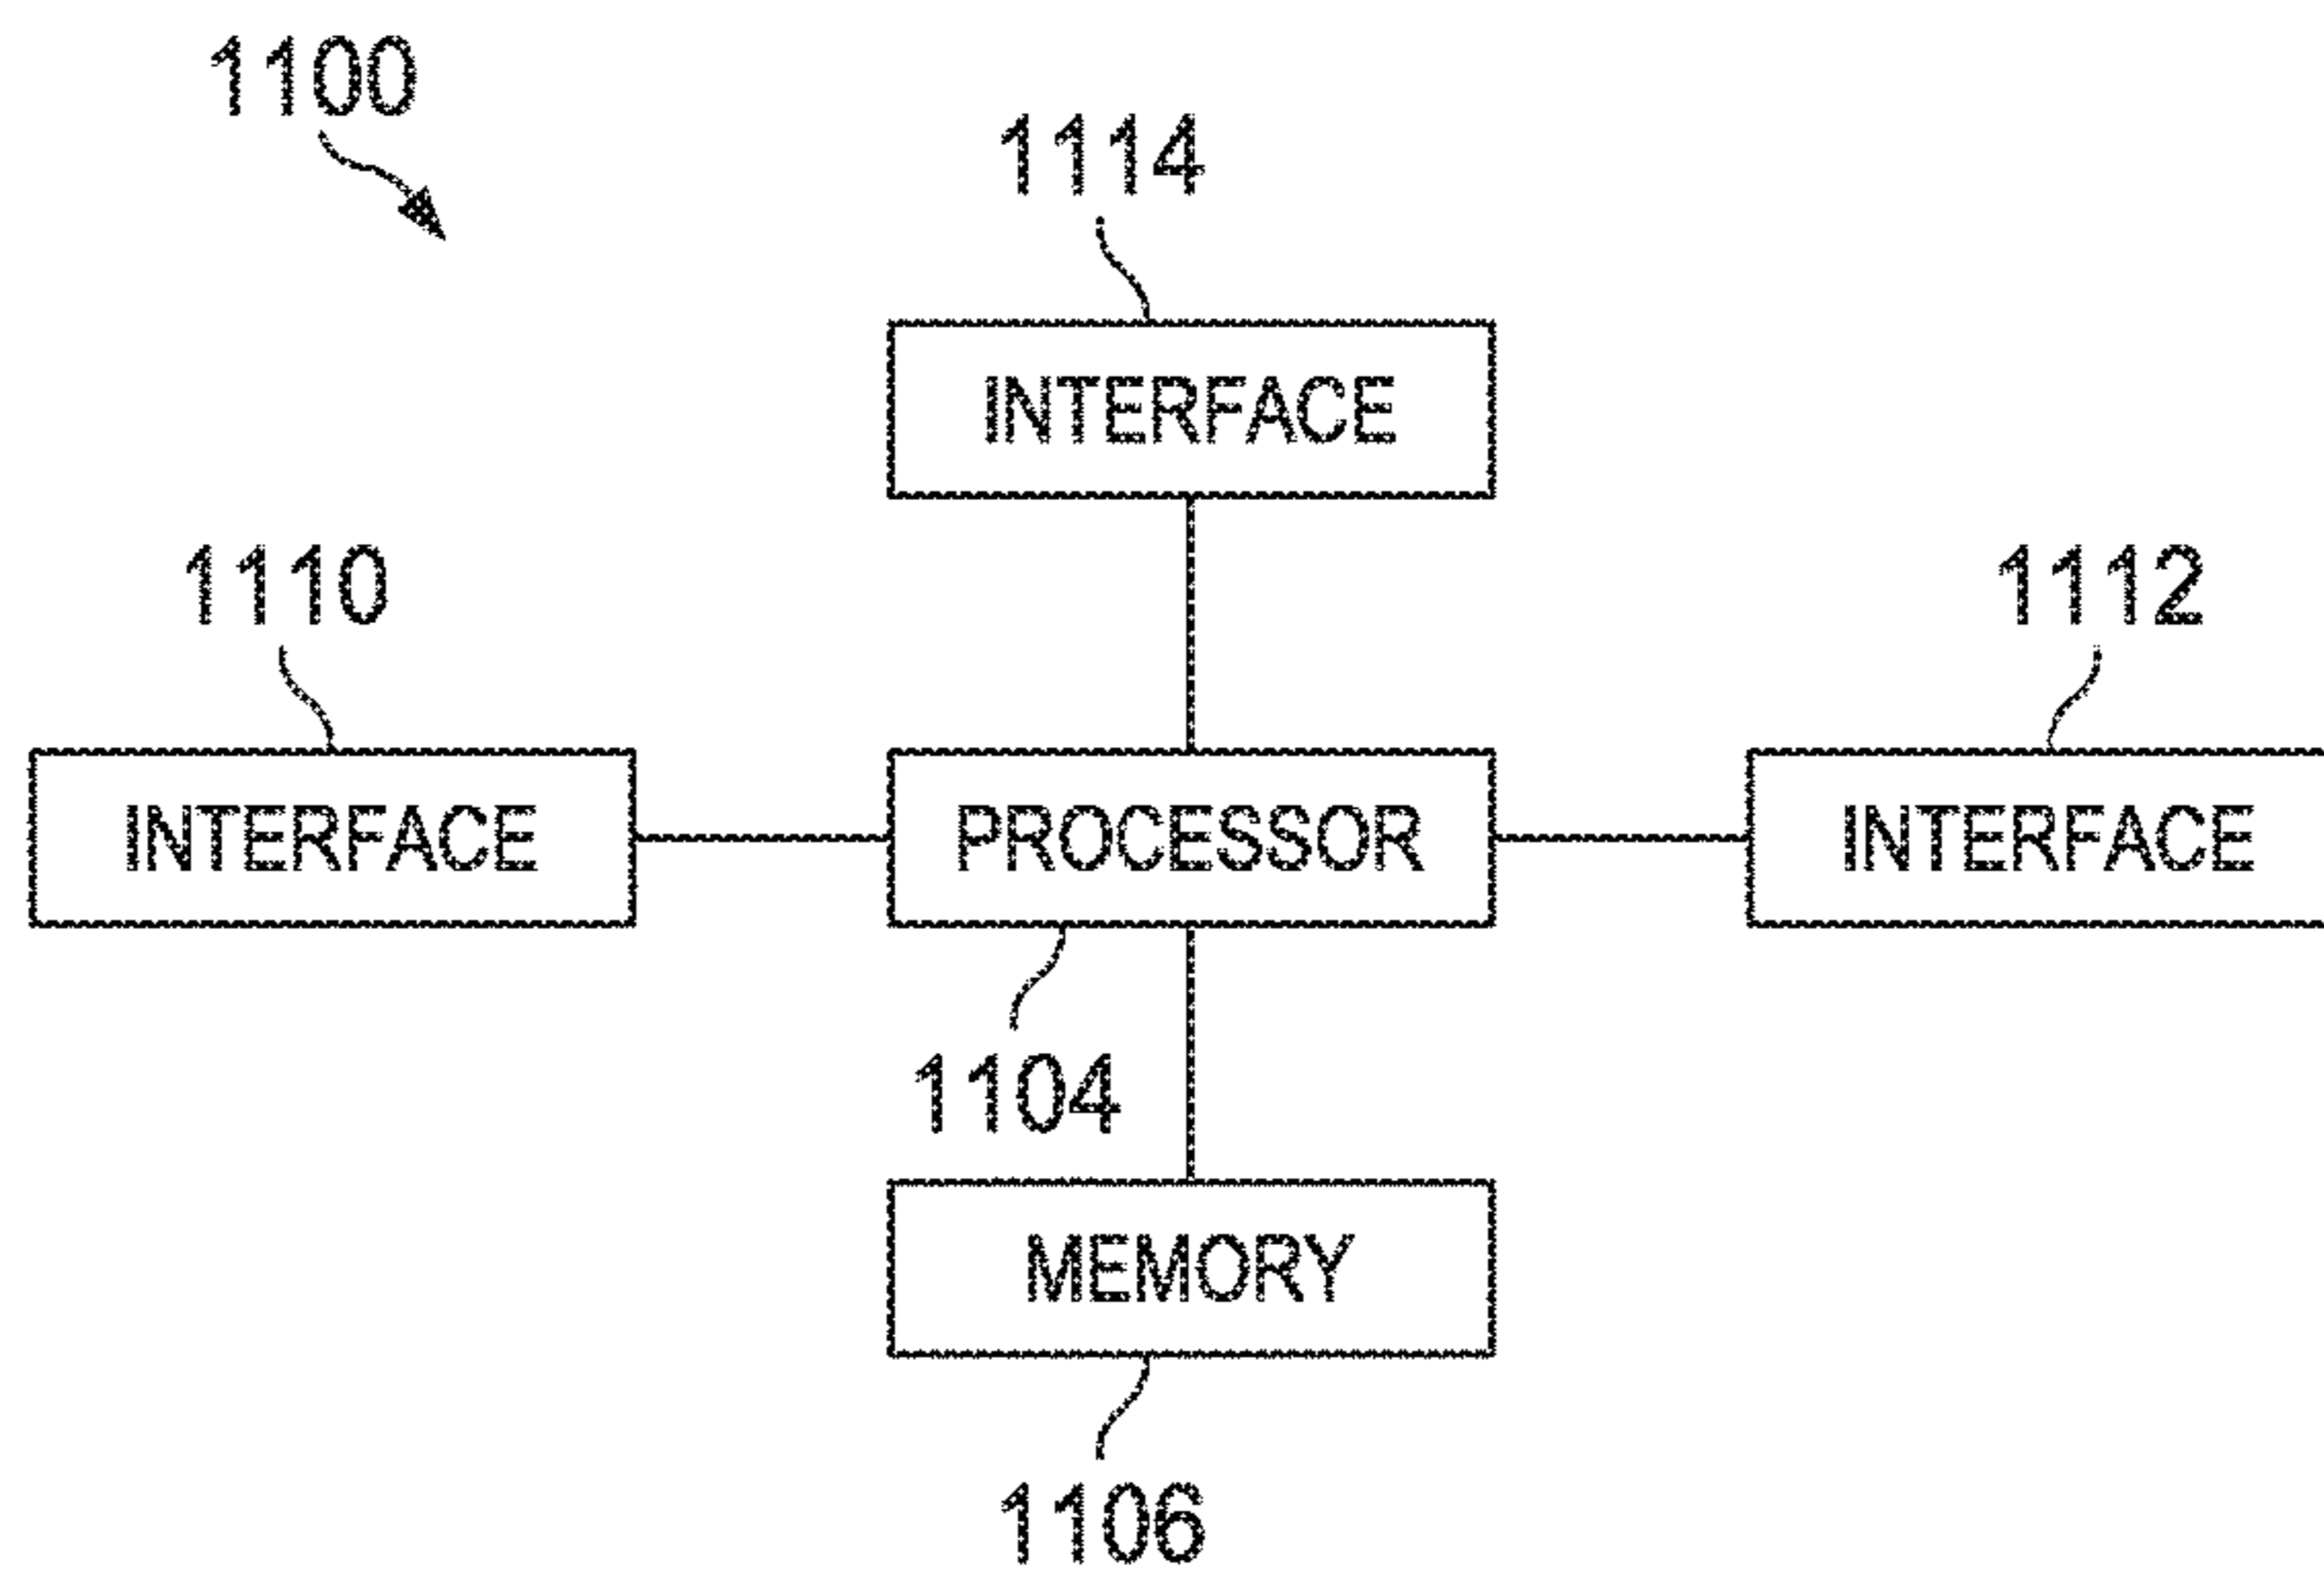 1100
1114
INTERFACE
1110
1112
INTERFACE
PROCESSOR
INTERFACE
1104
MEMORY
1106